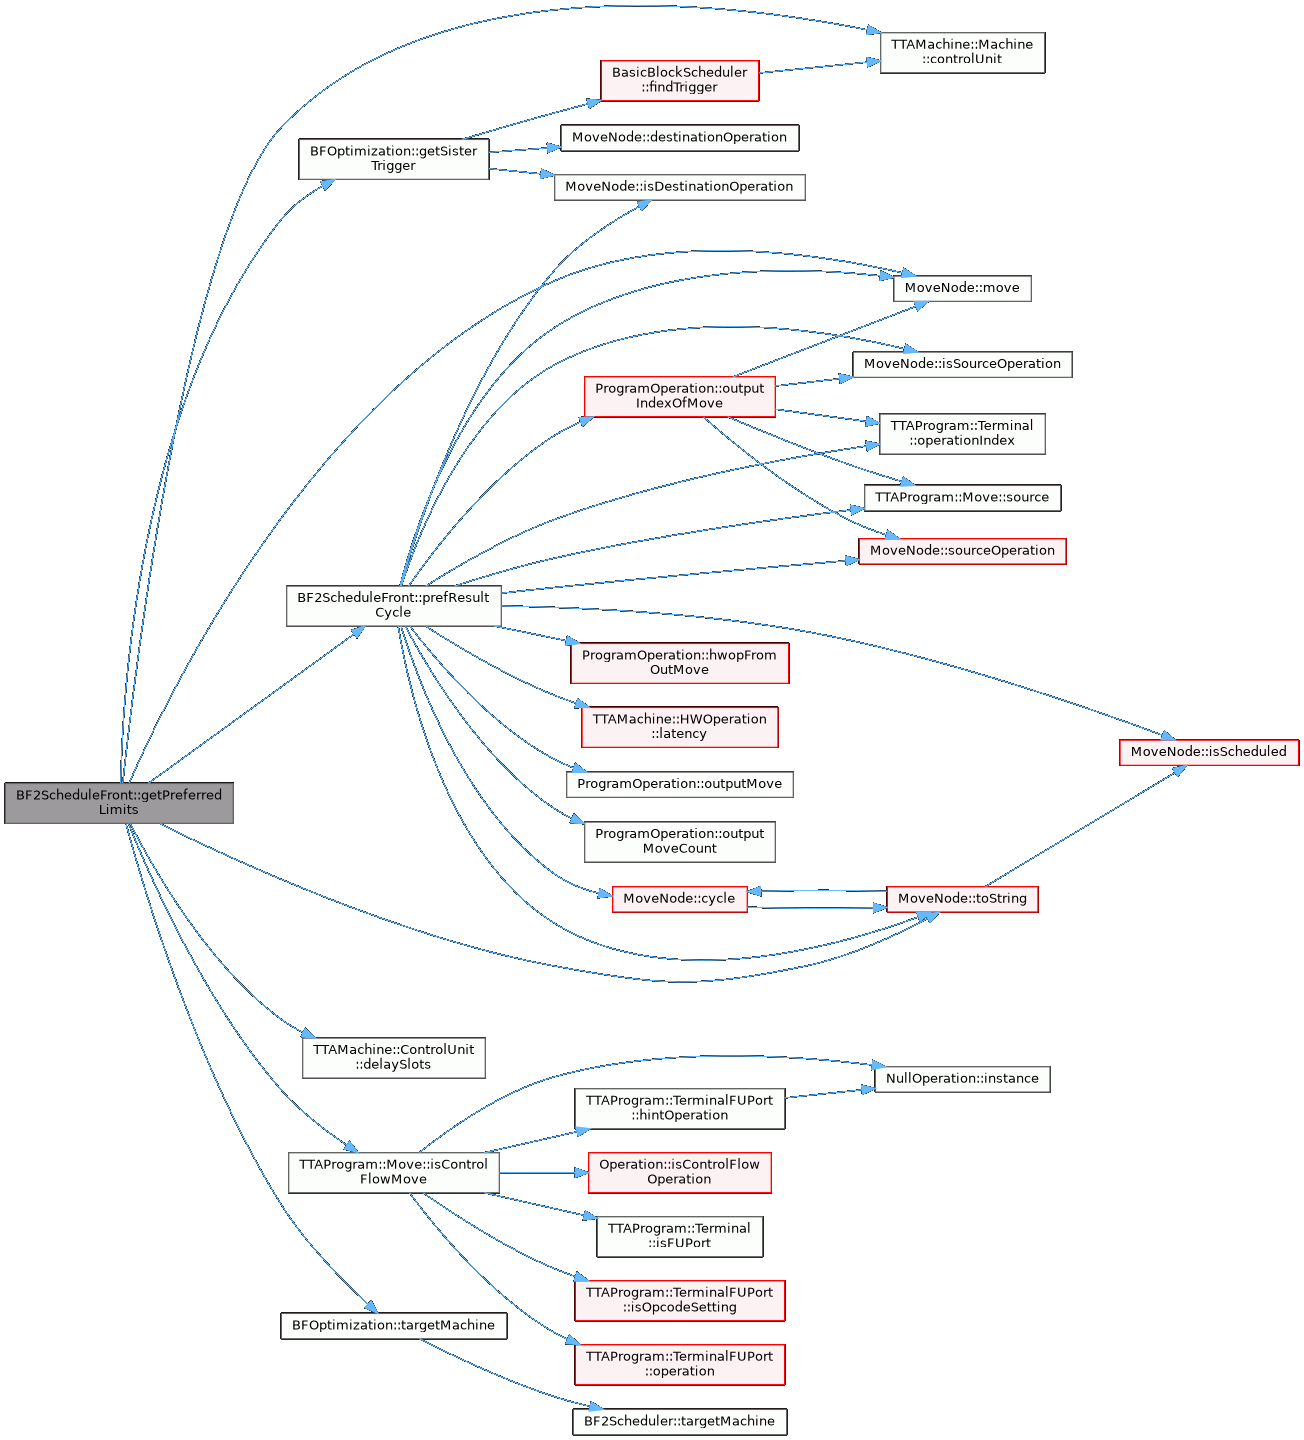 TTAMachine::Machine
::controlUnit
BasicBlockScheduler
::findTrigger
MoveNode::destinationOperation
BFOptimization::getSister
Trigger
MoveNode::isDestinationOperation
MoveNode::move
MoveNode::isSourceOperation
ProgramOperation::output
IndexOfMove
TTAProgram::Terminal
::operationIndex
TTAProgram::Move::source
MoveNode::sourceOperation
BF2ScheduleFront::prefResult
Cycle
ProgramOperation::hwopFrom
OutMove
TTAMachine::HWOperation
::latency
MoveNode::isScheduled
ProgramOperation::outputMove
BF2ScheduleFront::getPreferred
Limits
ProgramOperation::output
MoveCount
MoveNode::cycle
MoveNode::toString
TTAMachine::ControlUnit
::delaySlots
NullOperation::instance
TTAProgram::TerminalFUPort
::hintOperation
TTAProgram::Move::isControl
FlowMove
Operation::isControlFlow
Operation
TTAProgram::Terminal
::isFUPort
TTAProgram::TerminalFUPort
::isOpcodeSetting
BFOptimization::targetMachine
TTAProgram::TerminalFUPort
::operation
BF2Scheduler::targetMachine